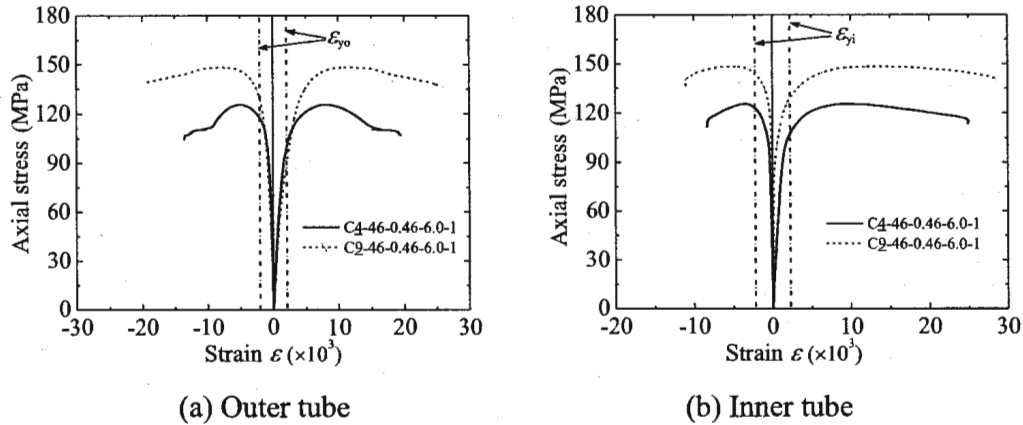 180
150
120
90
60
30
0
Axial stress (MPa)
εyo
C4-46-0.46-6.0-1
C9-46-0.46-6.0-1
-30 -20 -10 0 10 20 30
Strain ε (×10³)
(a) Outer tube
180
150
120
90
60
30
0
Axial stress (MPa)
εyi
C4-46-0.46-6.0-1
C9-46-0.46-6.0-1
-20 -10 0 10 20 30
Strain ε (×10³)
(b) Inner tube